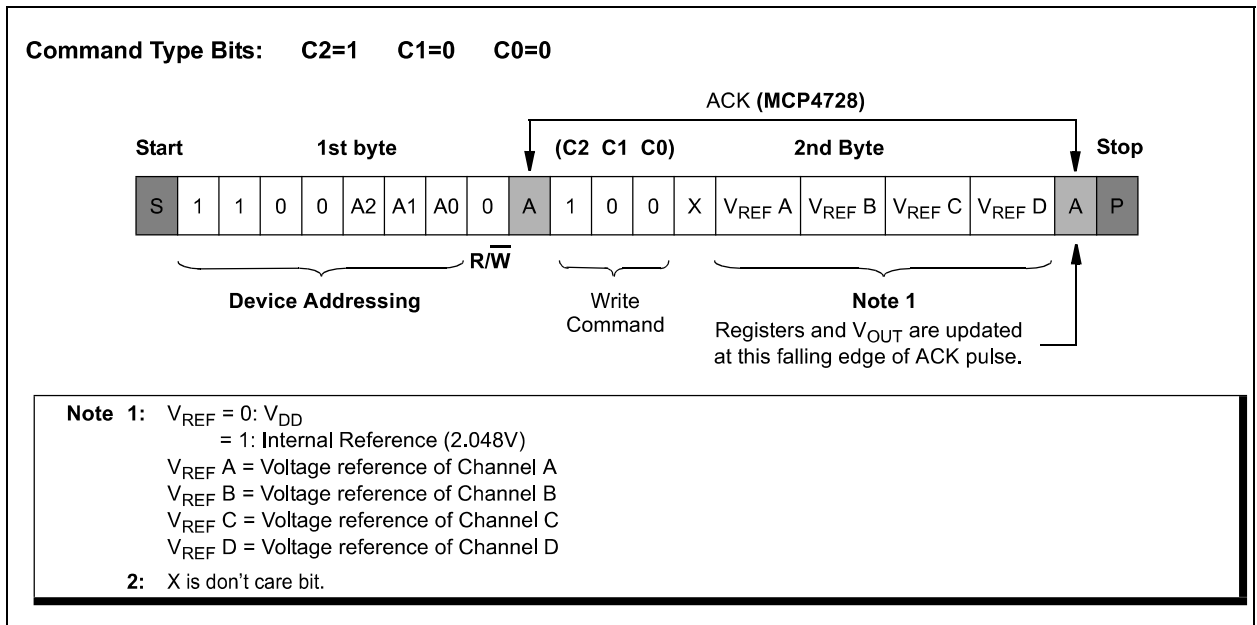 Command Type Bits: C2=1 C1=0 C0=0
ACK (MCP4728)
Start 1st byte (C2 C1 C0) 2nd Byte Stop
S 1 1 0 0 A2 A1 A0 0 A 1 0 0 X VREF A VREF B VREF C VREF D A P
R/W̅
Device Addressing Write Command Note 1
Registers and VOUT are updated
at this falling edge of ACK pulse.
Note 1: VREF = 0: VDD
= 1: Internal Reference (2.048V)
VREF A = Voltage reference of Channel A
VREF B = Voltage reference of Channel B
VREF C = Voltage reference of Channel C
VREF D = Voltage reference of Channel D
2: X is don't care bit.